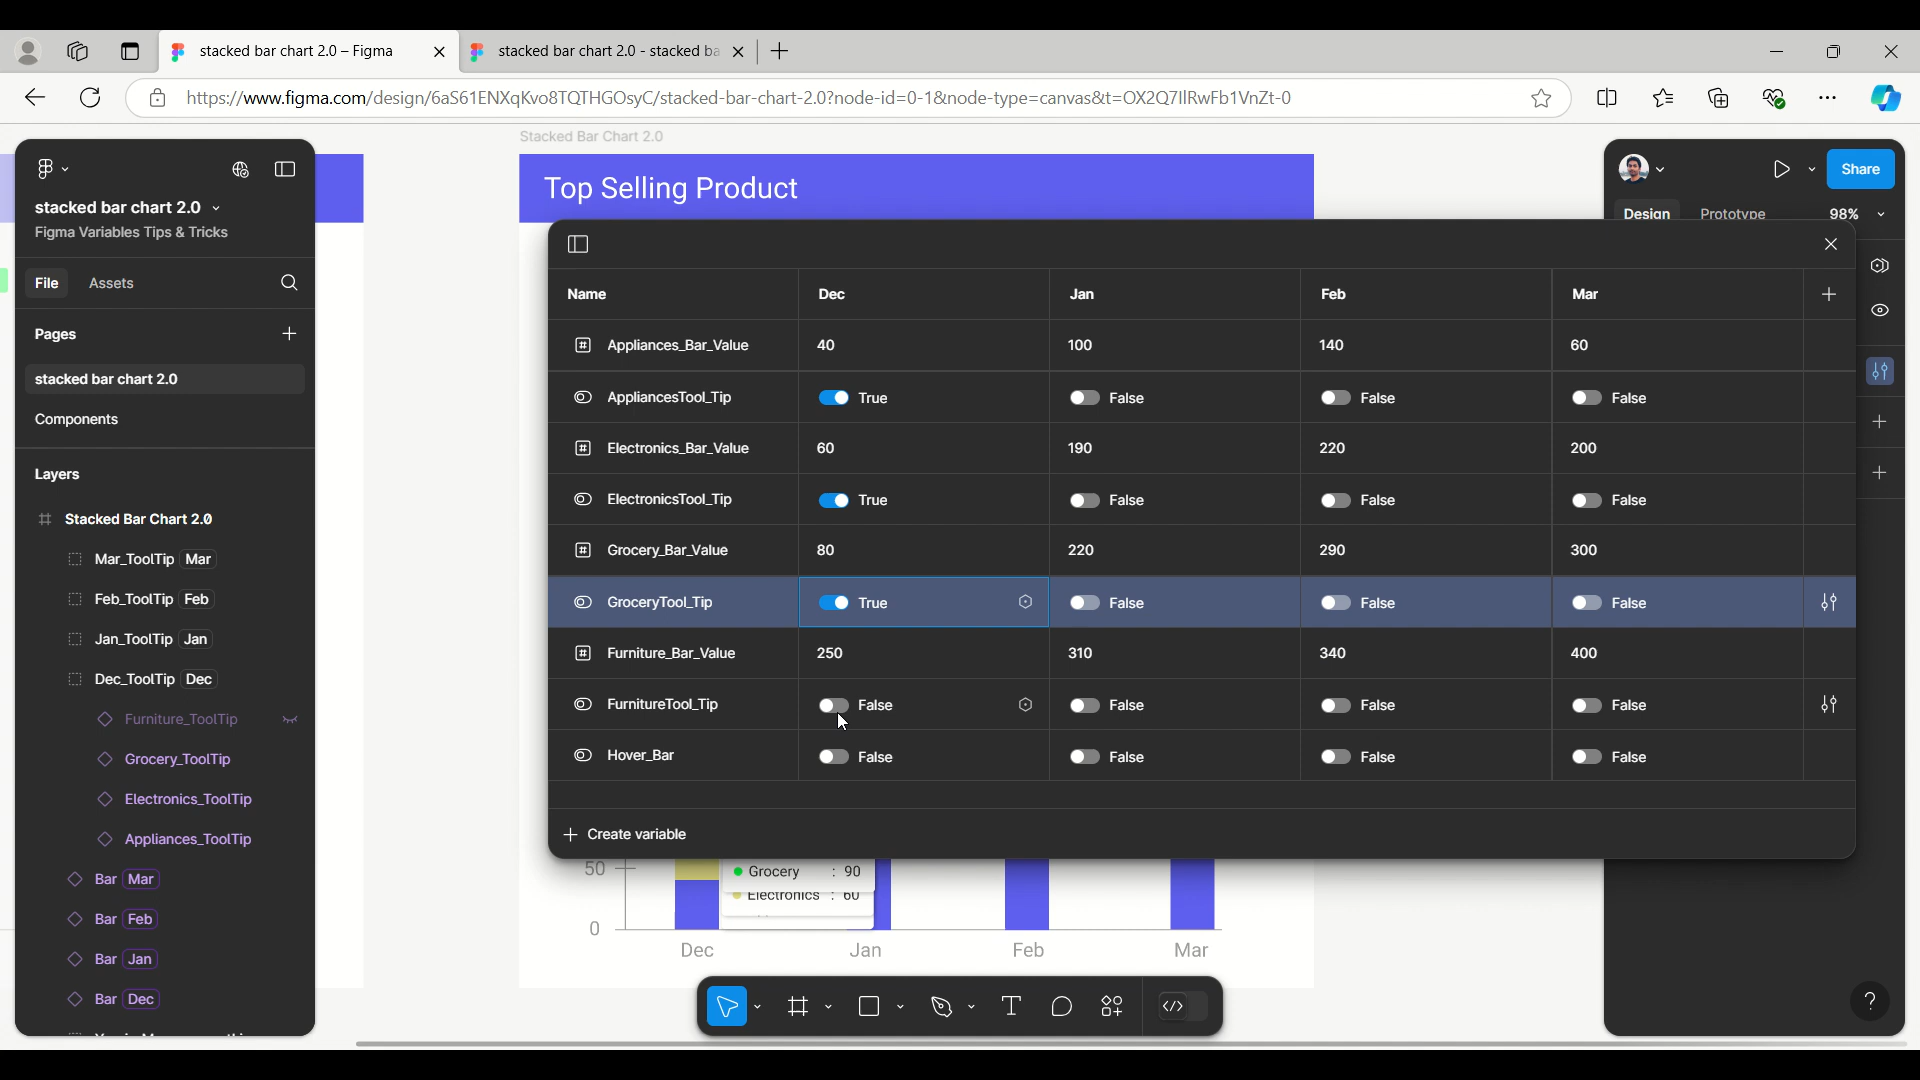 stacked bar chart 2.0 – Figma
stacked bar chart 2.0 - stacked ba
https://www.figma.com/design/6aS61ENXqKvo8TQTHGOsyC/stacked-bar-chart-2.0?node-id=0-1&node-type=canvas&t=OX2Q7IlRwFb1VnZt-0
stacked bar chart 2.0
Figma Variables Tips & Tricks
File Assets
Pages
stacked bar chart 2.0
Components
Layers
Stacked Bar Chart 2.0
Mar_ToolTip Mar
Feb_ToolTip Feb
Jan_ToolTip Jan
Dec_ToolTip Dec
Furniture_ToolTip
Grocery_ToolTip
Electronics_ToolTip
Appliances_ToolTip
Bar Mar
Bar Feb
Bar Jan
Bar Dec
Stacked Bar Chart 2.0
Top Selling Product
Name Dec Jan Feb Mar
Appliances_Bar_Value 40 100 140 60
AppliancesTool_Tip True False False False
Electronics_Bar_Value 60 190 220 200
ElectronicsTool_Tip True False False False
Grocery_Bar_Value 80 220 290 300
GroceryTool_Tip True False False False
Furniture_Bar_Value 250 310 340 400
FurnitureTool_Tip False False False False
Hover_Bar False False False False
Create variable
50
Grocery : 90
Electronics : 60
0
Dec Jan Feb Mar
Share
Design Prototype 98%
?